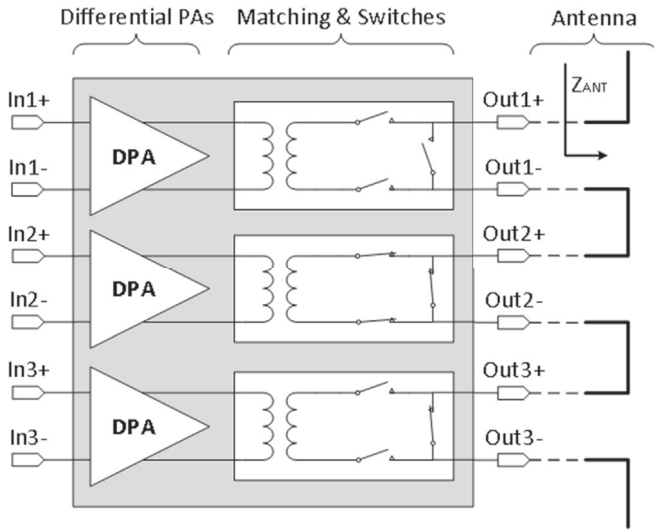 Differential PAs Matching & Switches Antenna
In1+ Out1+ ZANT
DPA
In1- Out1-
In2+ Out2+
DPA
In2- Out2-
In3+ Out3+
DPA
In3- Out3-